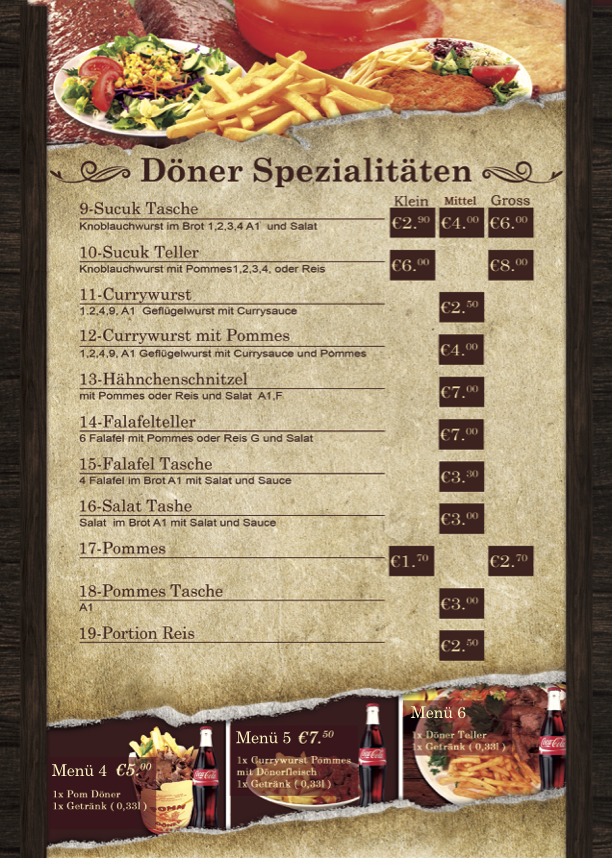 Döner Spezialitäten
Klein Mittel Gross
9-Sucuk Tasche €2.90 €4.00 €6.00
Knoblauchwurst im Brot 1,2,3,4 A1 und Salat
10-Sucuk Teller €6.00 €8.00
Knoblauchwurst mit Pommes1,2,3,4, oder Reis
11-Currywurst €2.50
1.2,4,9, A1 Geflügelwurst mit Currysauce
12-Currywurst mit Pommes €4.00
1,2,4,9, A1 Geflügelwurst mit Currysauce und Pommes
13-Hähnchenschnitzel €7.00
mit Pommes oder Reis und Salat A1,F
14-Falafelteller €7.00
6 Falafel mit Pommes oder Reis G und Salat
15-Falafel Tasche €3.30
4 Falafel im Brot A1 mit Salat und Sauce
16-Salat Tashe €3.00
Salat im Brot A1 mit Salat und Sauce
17-Pommes €1.70 €2.70
18-Pommes Tasche €3.00
A1
19-Portion Reis €2.50
Menü 4 €5.00
1x Pom Döner
1x Getränk ( 0,33l )
Coca-Cola
Menü 5 €7.50
1x Currywurst Pommes
mit Dönerfleisch
1x Getränk ( 0,33l )
Coca-Cola
Menü 6
1x Döner Teller
1x Getränk ( 0,33l )
Coca-Cola